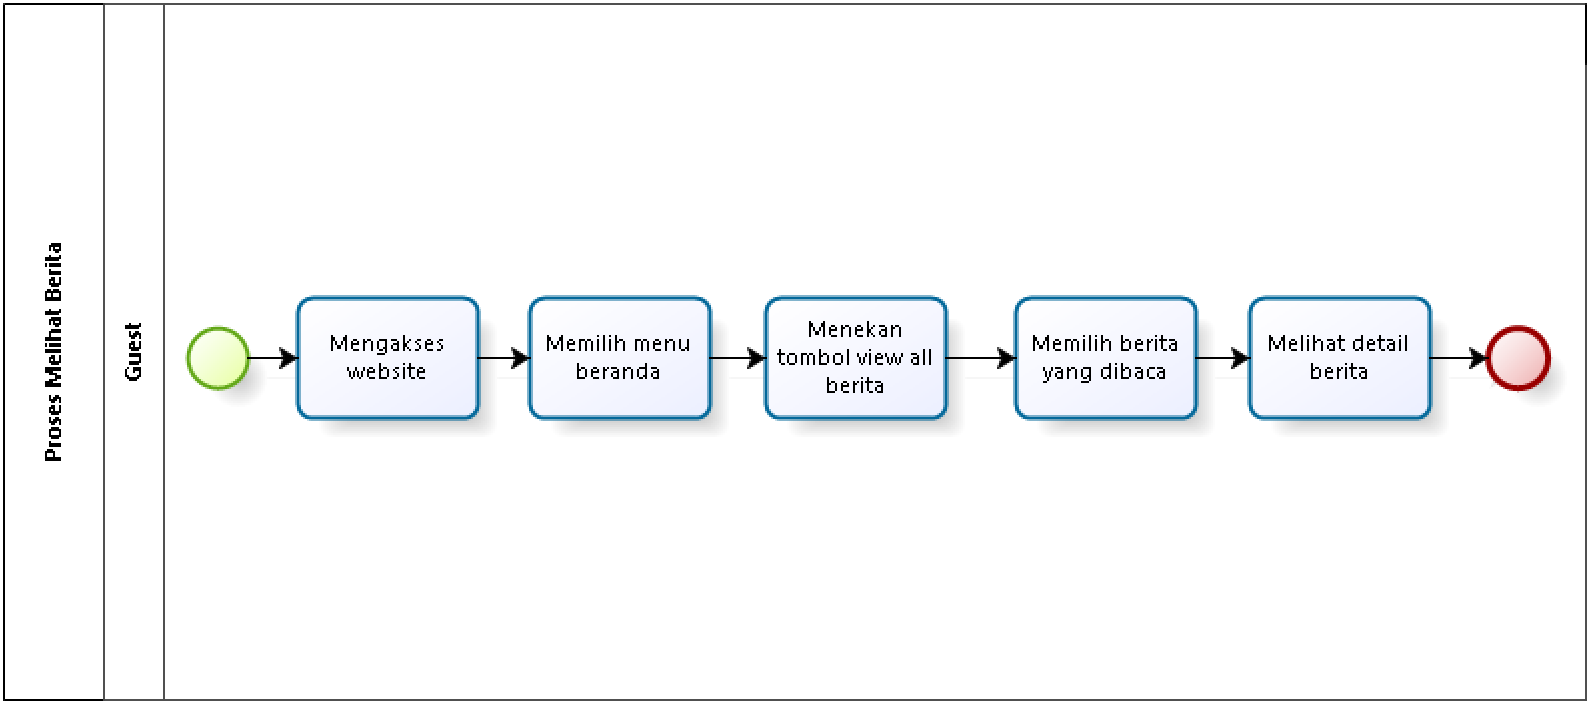 Proses Melihat Berita
Guest
Mengakses
website
Memilih menu
beranda
Menekan
tombol view all
berita
Memilih berita
yang dibaca
Melihat detail
berita